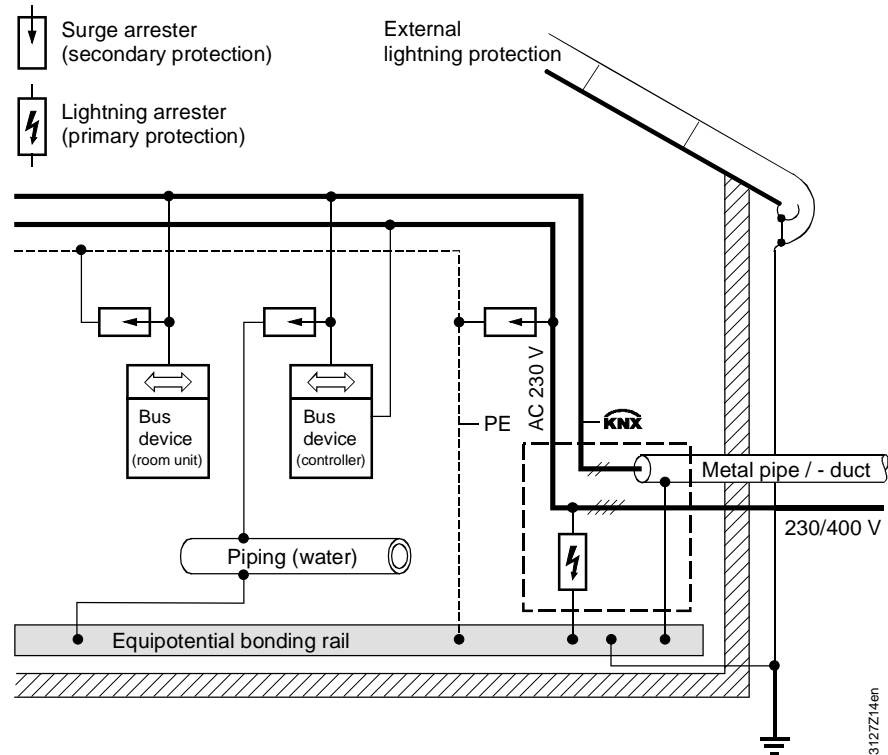 Surge arrester
(secondary protection)
External
lightning protection
Lightning arrester
(primary protection)
AC 230 V
PE
KNX
Bus
device
(room unit)
Bus
device
(controller)
Metal pipe / - duct
230/400 V
Piping (water)
Equipotential bonding rail
3127Z14en